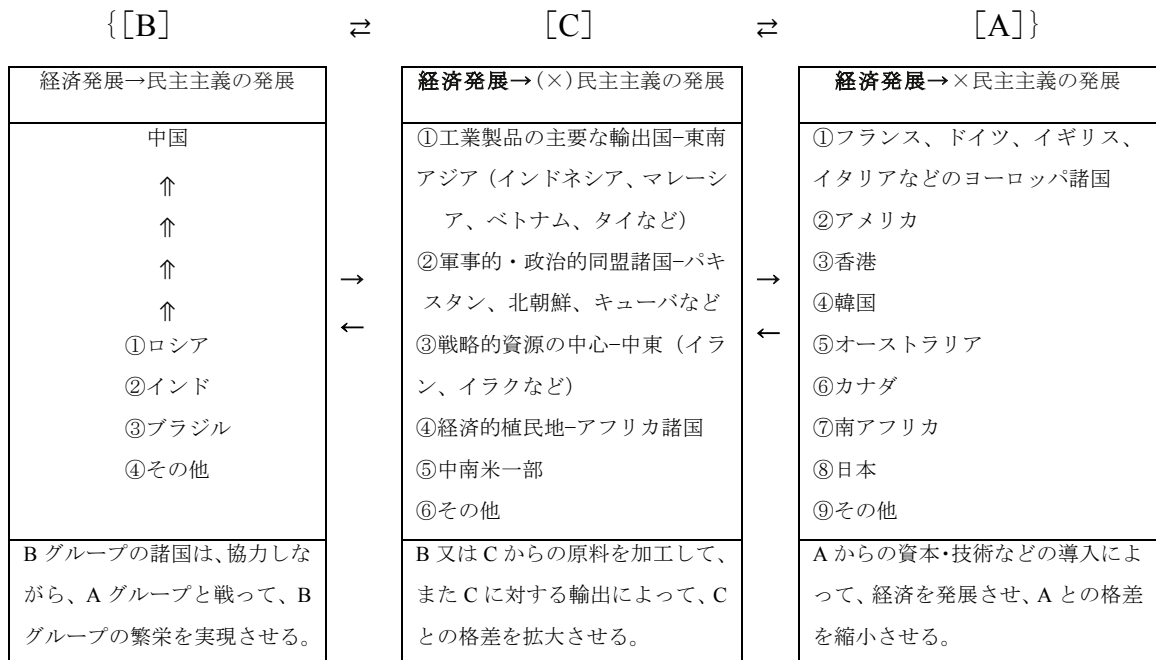 {[B] ⇄ [C] ⇄ [A]}
経済発展→民主主義の発展
中国
⇑
⇑
⇑
⇑
①ロシア
②インド
③ブラジル
④その他
B グループの諸国は、協力しな
がら、A グループと戦って、B
グループの繁栄を実現させる。
→
←
経済発展→(×)民主主義の発展
①工業製品の主要な輸出国−東南
アジア（インドネシア、マレーシ
ア、ベトナム、タイなど）
②軍事的・政治的同盟諸国−パキ
スタン、北朝鮮、キューバなど
③戦略的資源の中心−中東（イラ
ン、イラクなど）
④経済的植民地−アフリカ諸国
⑤中南米一部
⑥その他
B 又は C からの原料を加工して、
また C に対する輸出によって、C
との格差を拡大させる。
→
←
経済発展→×民主主義の発展
①フランス、ドイツ、イギリス、
イタリアなどのヨーロッパ諸国
②アメリカ
③香港
④韓国
⑤オーストラリア
⑥カナダ
⑦南アフリカ
⑧日本
⑨その他
A からの資本・技術などの導入によ
って、経済を発展させ、A との格差
を縮小させる。